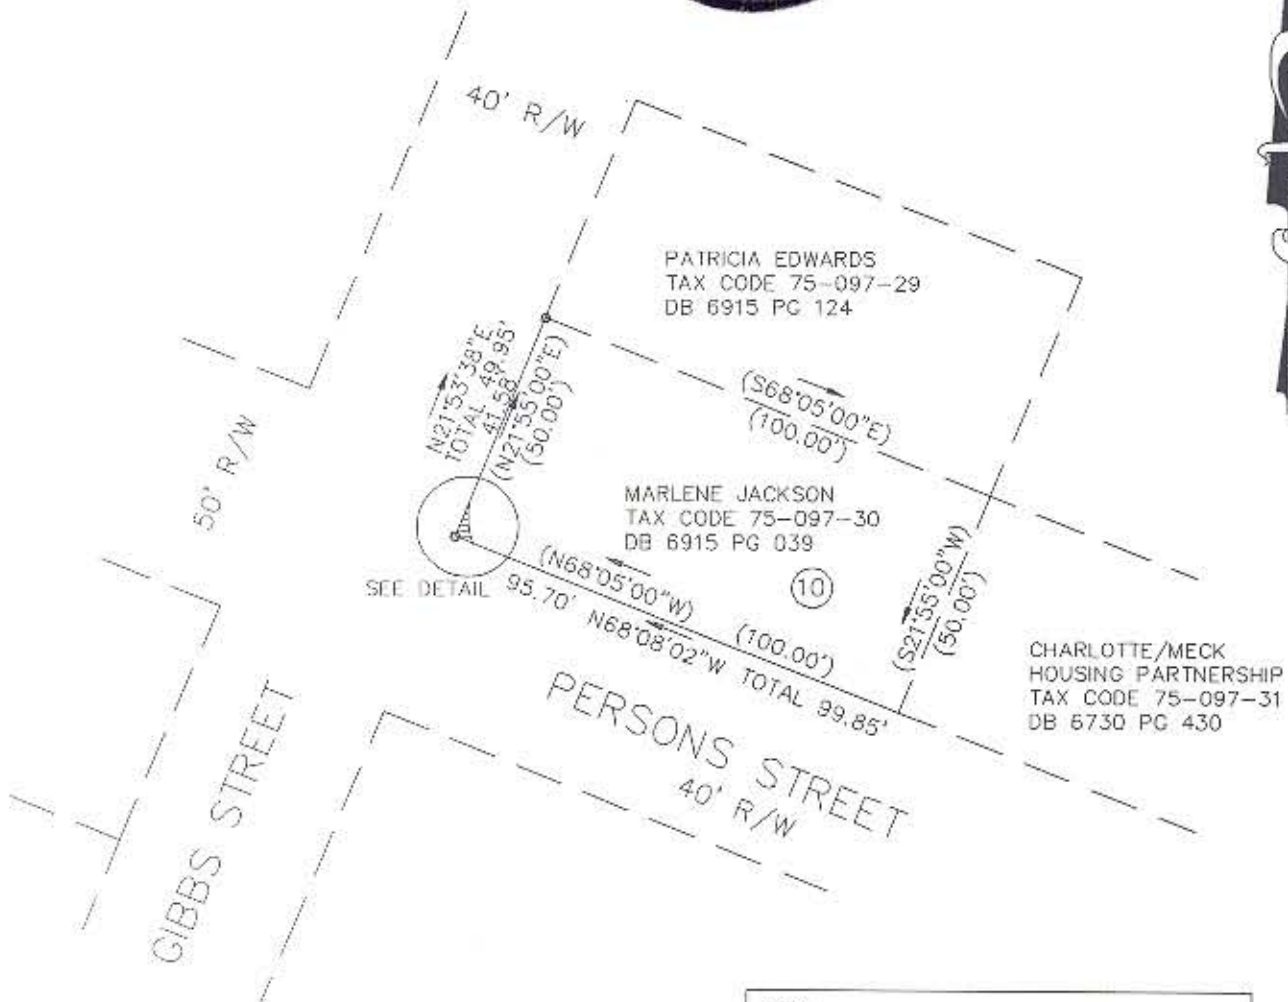 40' R/W
PATRICIA EDWARDS
TAX CODE 75-097-29
DB 6915 PG 124
N21°53'38"E
TOTAL 49.95'
41.58
(N21°55'00"E)
(50.00')
(S68°05'00"E)
(100.00')
50' R/W
MARLENE JACKSON
TAX CODE 75-097-30
DB 6915 PG 039
10
SEE DETAIL
(N68°05'00"W)
(100.00')
95.70' N68°08'02"W TOTAL 99.85'
(S21°55'00"W)
(50.00')
CHARLOTTE/MECK
HOUSING PARTNERSHIP
TAX CODE 75-097-31
DB 6730 PG 430
PERSONS STREET
40' R/W
GIBBS STREET